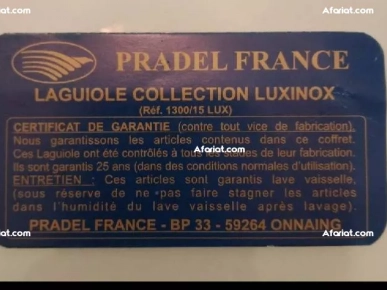 Afariat.com
Afariat.com
PRADEL FRANCE
LAGUIOLE COLLECTION LUXINOX
(Réf. 1300/15 LUX)
CERTIFICAT DE GARANTIE (contre tout vice de fabrication).
Nous garantissons les articles contenus dans ce coffret.
Afariat.com
Ces Laguiole ont été contrôlés à tous les stades de leur fabrication.
Ils sont garantis 25 ans (dans des conditions normales d'utilisation).
ENTRETIEN : Ces articles sont garantis lave vaisselle,
(sous réserve de ne pas faire stagner les articles
dans l'humidité du lave vaisselle après lavage).
PRADEL FRANCE - BP 33 - 59264 ONNAING
Afariat.com
Afariat.com